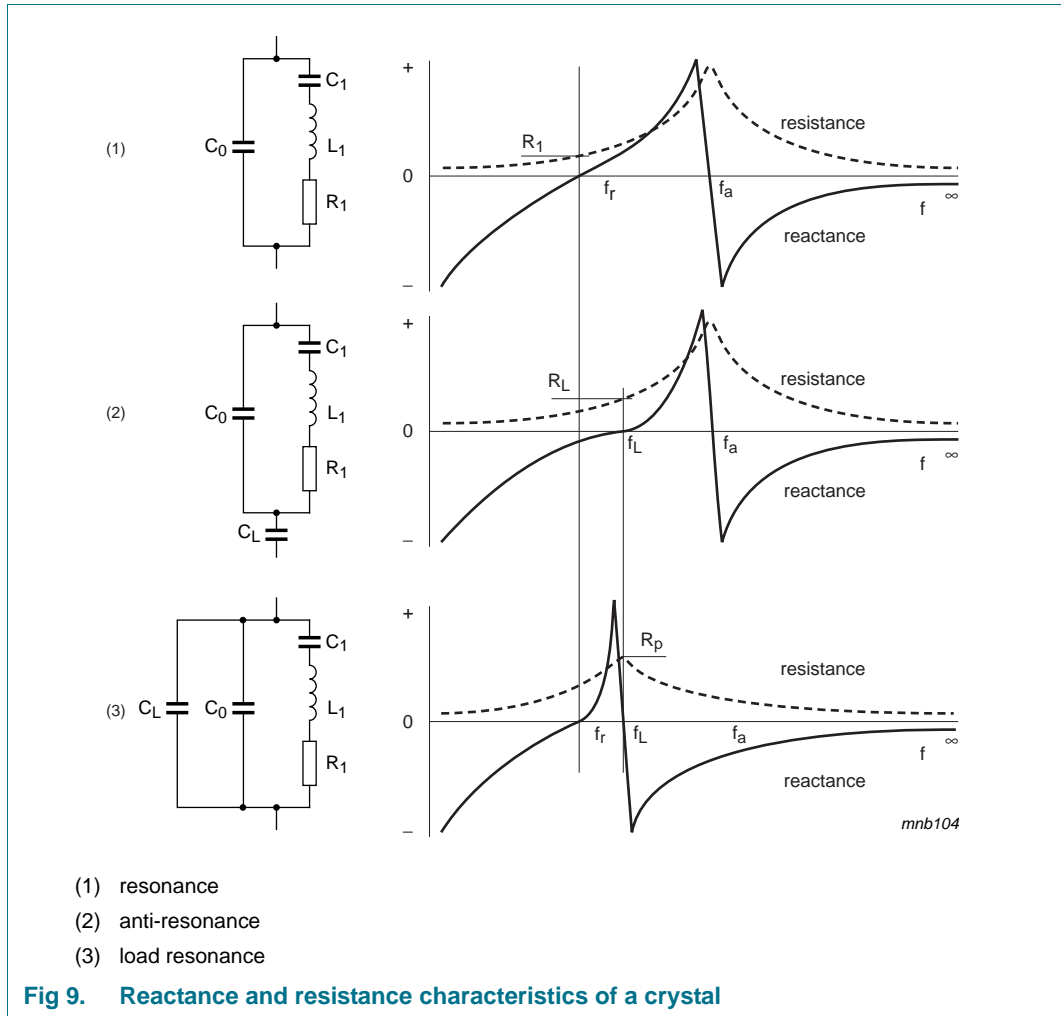 C1
+
C0
L1
resistance
(1)
R1
R1
0
fr
fa
f
∞
reactance
−
+
C1
RL
resistance
(2)
C0
L1
0
fL
fa
f
∞
R1
reactance
CL
−
+
C1
Rp
resistance
(3)
CL
C0
L1
0
fr
fL
fa
f
∞
R1
reactance
−
mnb104
(1) resonance
(2) anti-resonance
(3) load resonance
Fig 9. Reactance and resistance characteristics of a crystal